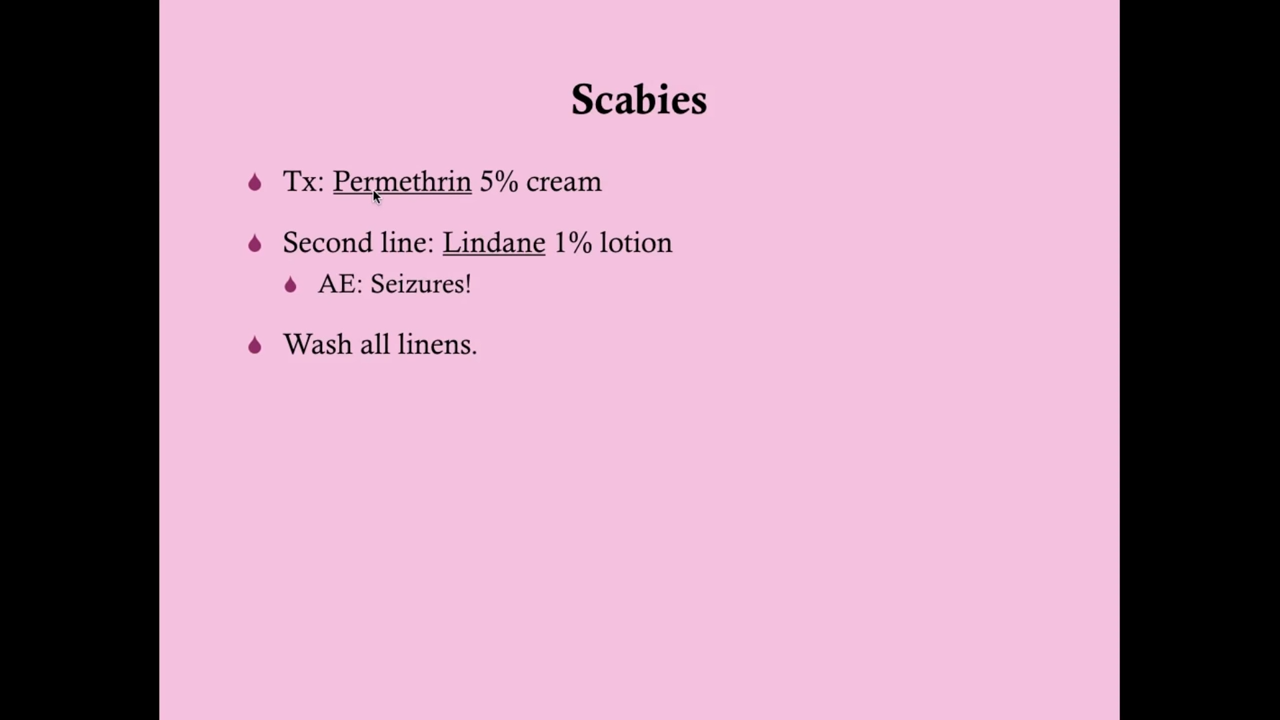 Scabies
Tx: Permethrin 5% cream
Second line: Lindane 1% lotion
AE: Seizures!
Wash all linens.